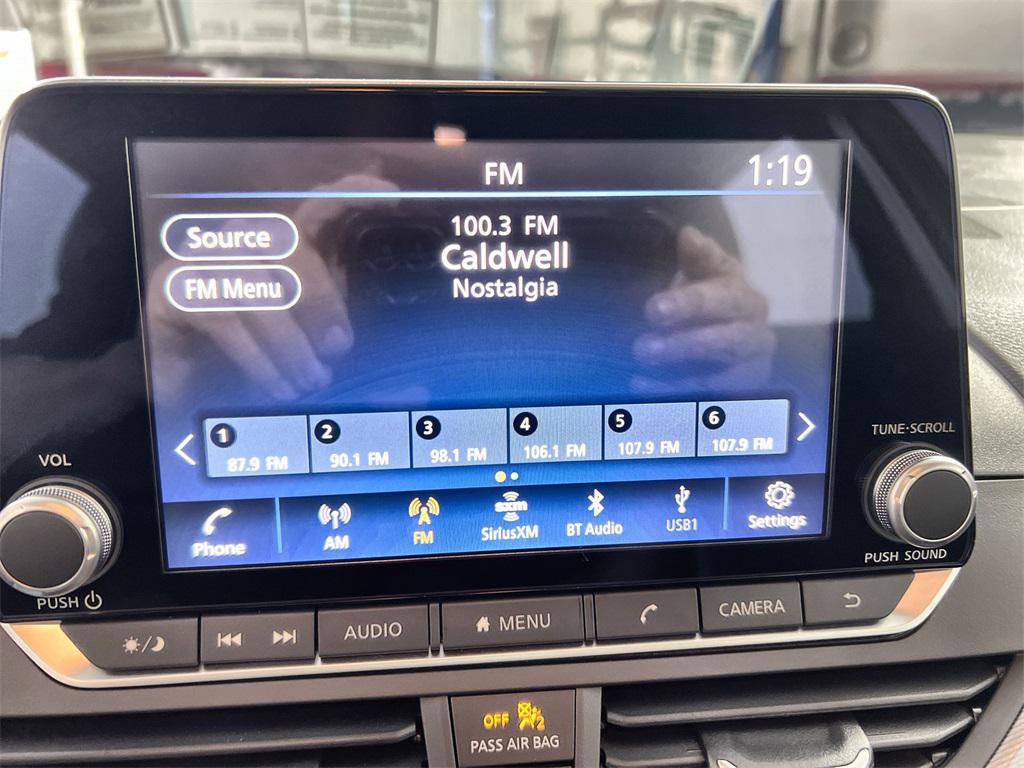 FM
1:19
Source
100.3 FM
Caldwell
FM Menu
Nostalgia
1 87.9 FM
2 90.1 FM
3 98.1 FM
4 106.1 FM
5 107.9 FM
6 107.9 FM
VOL
TUNE·SCROLL
Phone
AM
FM
sxm
SiriusXM
BT Audio
USB1
Settings
PUSH
PUSH SOUND
AUDIO
MENU
CAMERA
OFF
2
PASS AIR BAG